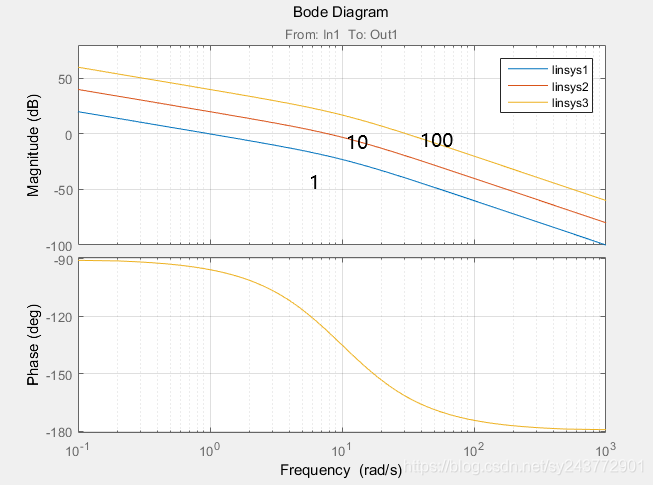 Bode Diagram
From: In1 To: Out1
Magnitude (dB)
50
0
-50
-100
linsys1
linsys2
linsys3
1
10
100
Phase (deg)
-90
-120
-150
-180
10^-1
10^0
10^1
10^2
10^3
Frequency (rad/s)
https://blog.csdn.net/sy243772901